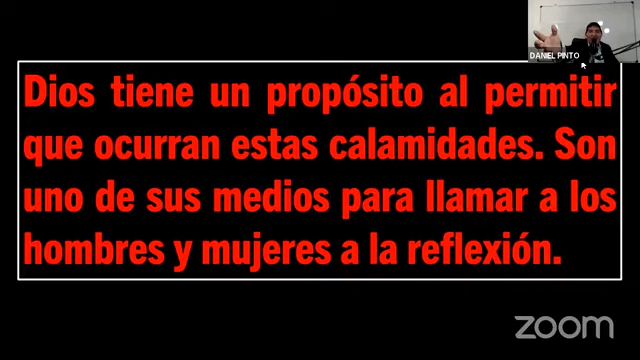 DANIEL PINTO
Dios tiene un propósito al permitir
que ocurran estas calamidades. Son
uno de sus medios para llamar a los
hombres y mujeres a la reflexión.
zoom